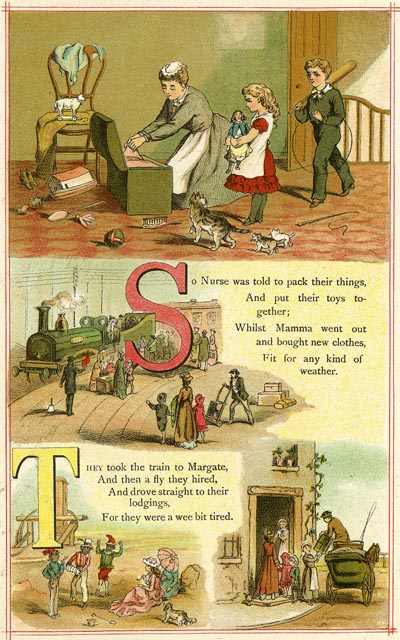 So Nurse was told to pack their things,
And put their toys to-
gether;
Whilst Mamma went out
and bought new clothes,
Fit for any kind of
weather.
THEY took the train to Margate,
And then a fly they hired,
And drove straight to their
lodgings,
For they were a wee bit tired.